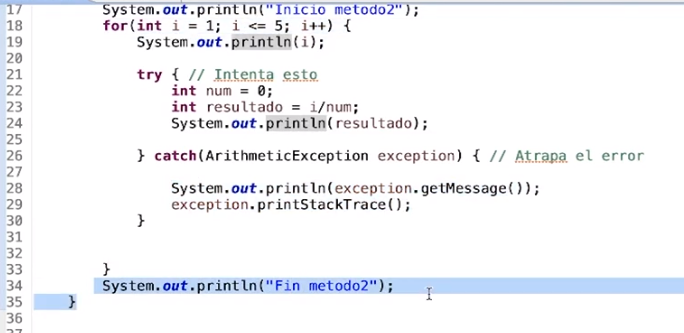 17 System.out.println("Inicio metodo2");
18 for(int i = 1; i <= 5; i++) {
19 System.out.println(i);
20
21 try { // Intenta esto
22 int num = 0;
23 int resultado = i/num;
24 System.out.println(resultado);
25
26 } catch(ArithmeticException exception) { // Atrapa el error
27
28 System.out.println(exception.getMessage());
29 exception.printStackTrace();
30 }
31
32
33 }
34 System.out.println("Fin metodo2");
35 }
36
37